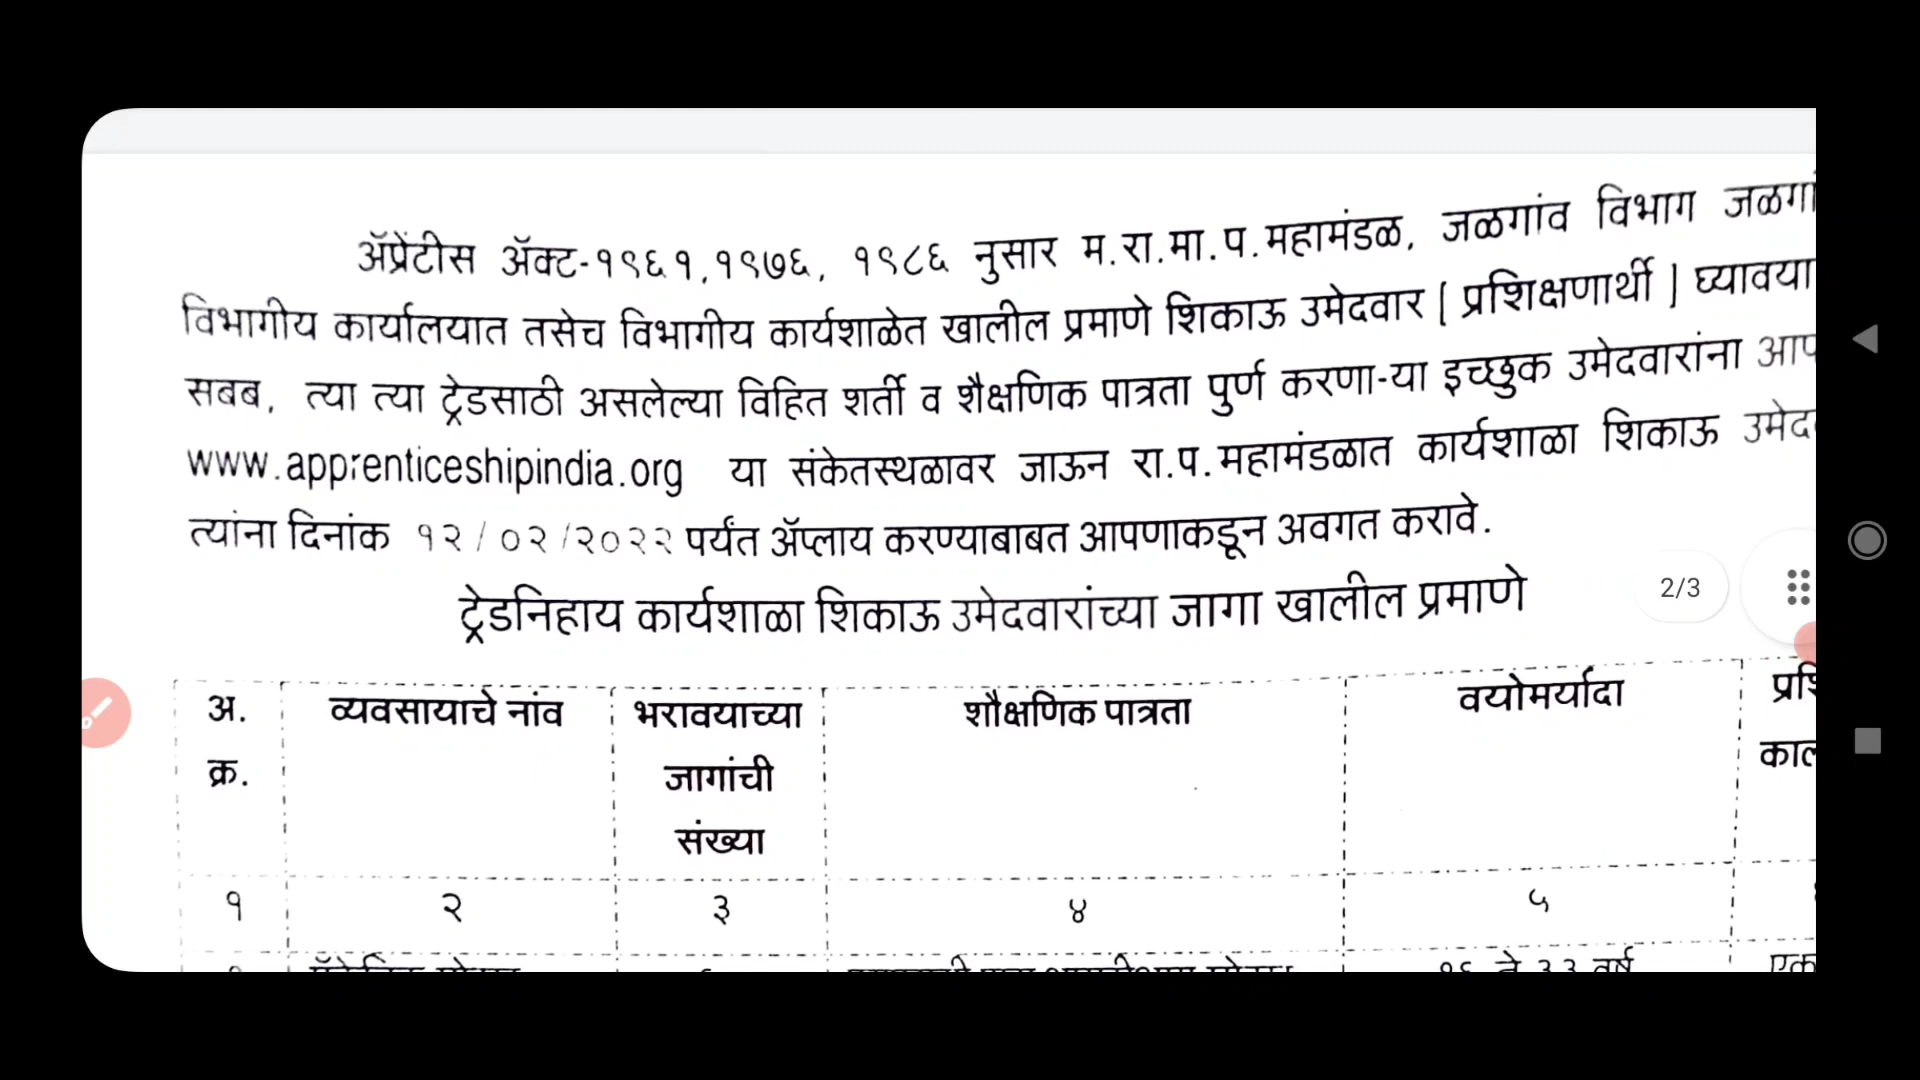 ॲप्रेंटीस ॲक्ट-१९६१,१९७६, १९८६ नुसार म.रा.मा.प.महामंडळ, जळगांव विभाग
विभागीय कार्यालयात तसेच विभागीय कार्यशाळेत खालील प्रमाणे शिकाऊ उमेदवार [ प्रशिक्षणार्थी ] घ्यावया
सबब, त्या त्या ट्रेडसाठी असलेल्या विहित शर्ती व शैक्षणिक पात्रता पुर्ण करणा-या इच्छुक उमेदवारांना
www.apprenticeshipindia.org या संकेतस्थळावर जाऊन रा.प.महामंडळात कार्यशाळा शिकाऊ
त्यांना दिनांक १२/०२/२०२२ पर्यंत ॲप्लाय करण्याबाबत आपणाकडून अवगत करावे.
ट्रेडनिहाय कार्यशाळा शिकाऊ उमेदवारांच्या जागा खालील प्रमाणे
2/3
अ. व्यवसायाचे नांव भरावयाच्या शौक्षणिक पात्रता वयोमर्यादा
क्र. जागांची
संख्या
१ २ ३ ४ ५